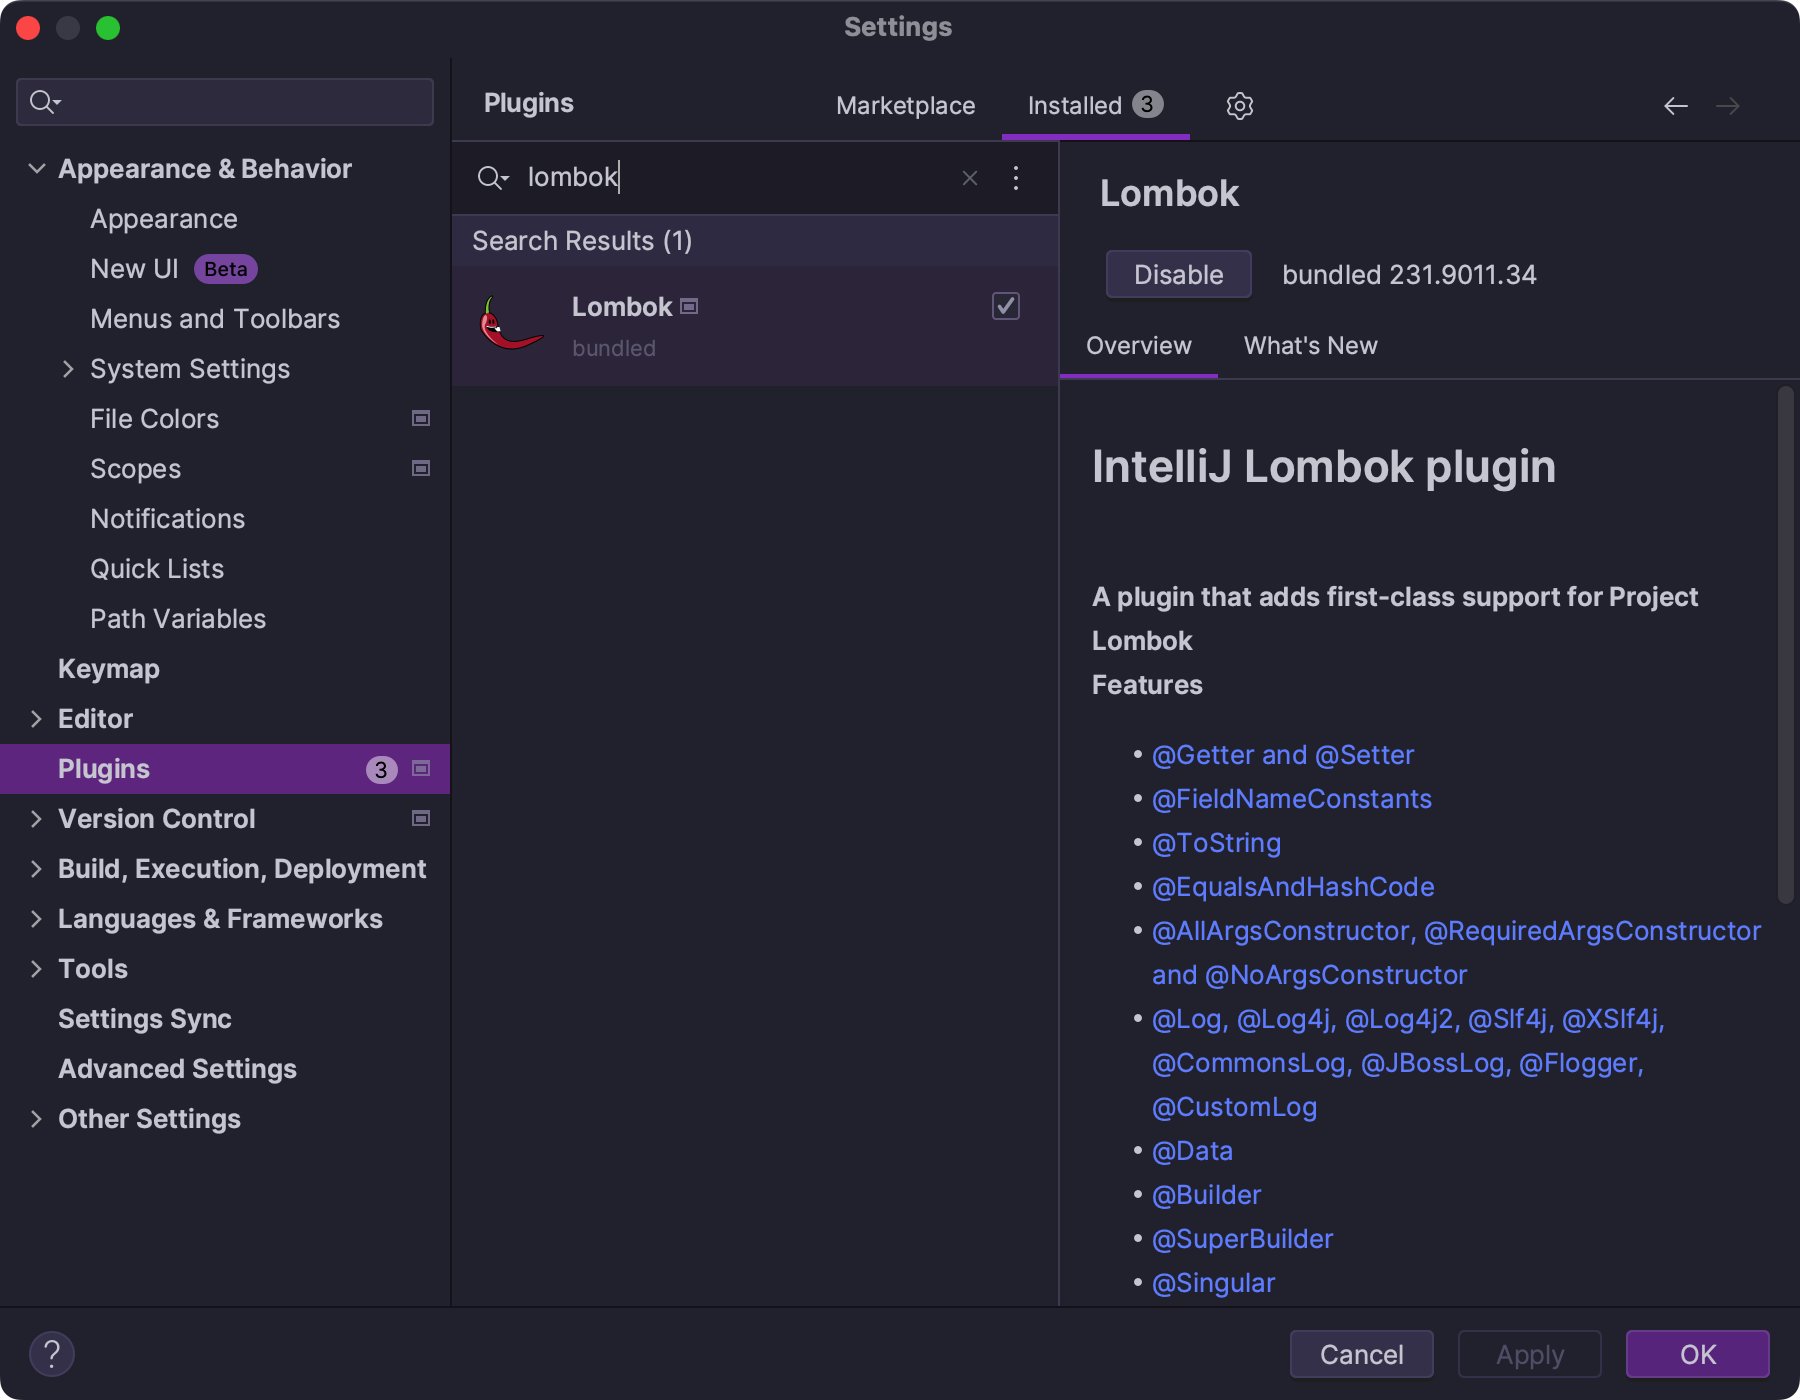 Settings
Appearance & Behavior
Appearance
New UI Beta
Menus and Toolbars
System Settings
File Colors
Scopes
Notifications
Quick Lists
Path Variables
Keymap
Editor
Plugins 3
Version Control
Build, Execution, Deployment
Languages & Frameworks
Tools
Settings Sync
Advanced Settings
Other Settings
Plugins
Marketplace
Installed 3
lombok
Search Results (1)
Lombok
bundled
Lombok
Disable bundled 231.9011.34
Overview What's New
IntelliJ Lombok plugin
A plugin that adds first-class support for Project
Lombok
Features
• @Getter and @Setter
• @FieldNameConstants
• @ToString
• @EqualsAndHashCode
• @AllArgsConstructor, @RequiredArgsConstructor
and @NoArgsConstructor
• @Log, @Log4j, @Log4j2, @Slf4j, @XSlf4j,
@CommonsLog, @JBossLog, @Flogger,
@CustomLog
• @Data
• @Builder
• @SuperBuilder
• @Singular
?
Cancel
Apply
OK